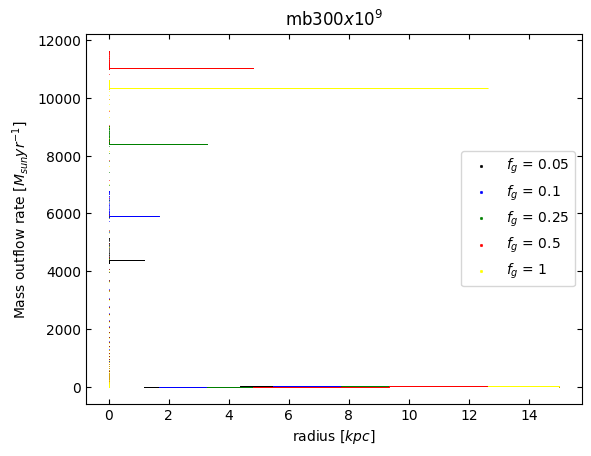 mb300x10^9
Mass outflow rate [M_sun yr^-1]
12000
10000
8000
6000
4000
2000
0
f_g = 0.05
f_g = 0.1
f_g = 0.25
f_g = 0.5
f_g = 1
0 2 4 6 8 10 12 14
radius [kpc]